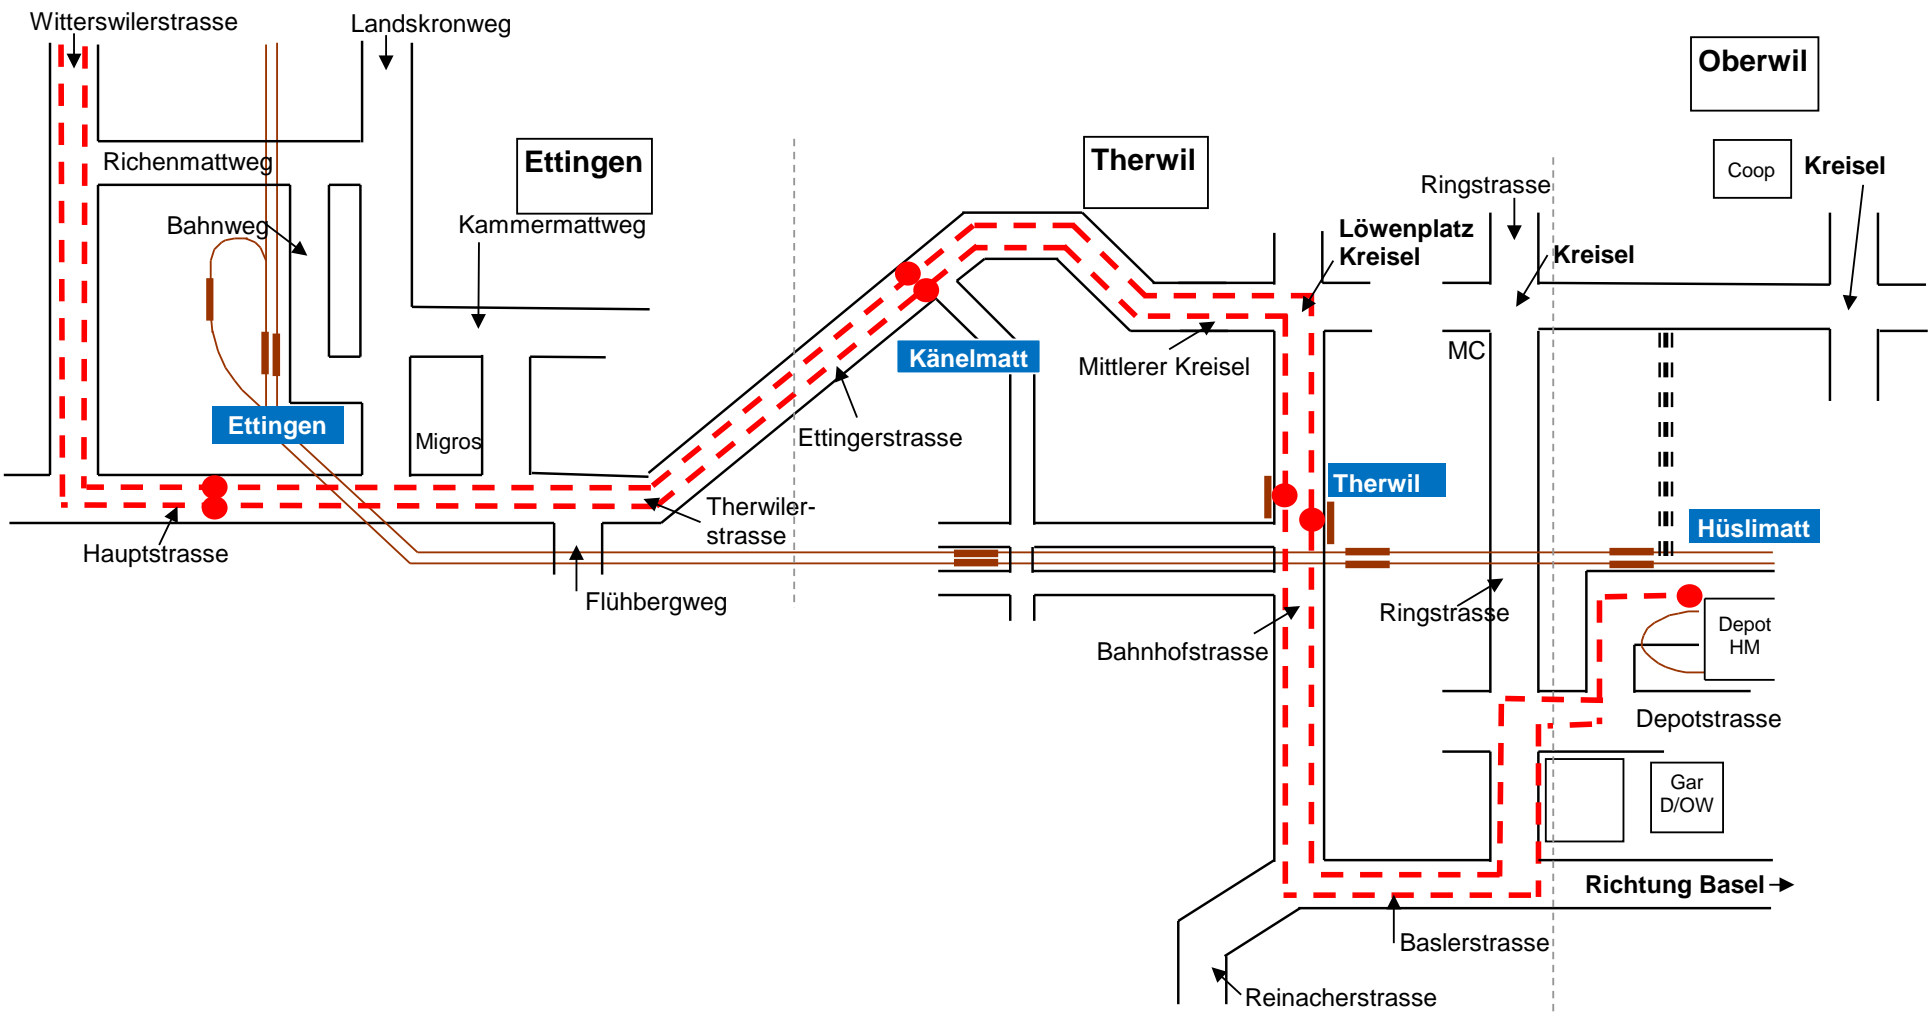 Witterswilerstrasse
Landskronweg
Oberwil
Richenmattweg
Ettingen
Therwil
Coop
Kreisel
Ringstrasse
Bahnweg
Kammermattweg
Löwenplatz
Kreisel
Kreisel
Känelmatt
Mittlerer Kreisel
MC
Ettingen
Migros
Ettingerstrasse
Therwil
Therwiler-
strasse
Hüslimatt
Hauptstrasse
Flühbergweg
Ringstrasse
Depot
HM
Bahnhofstrasse
Depotstrasse
Gar
D/OW
Richtung Basel
Baslerstrasse
Reinacherstrasse